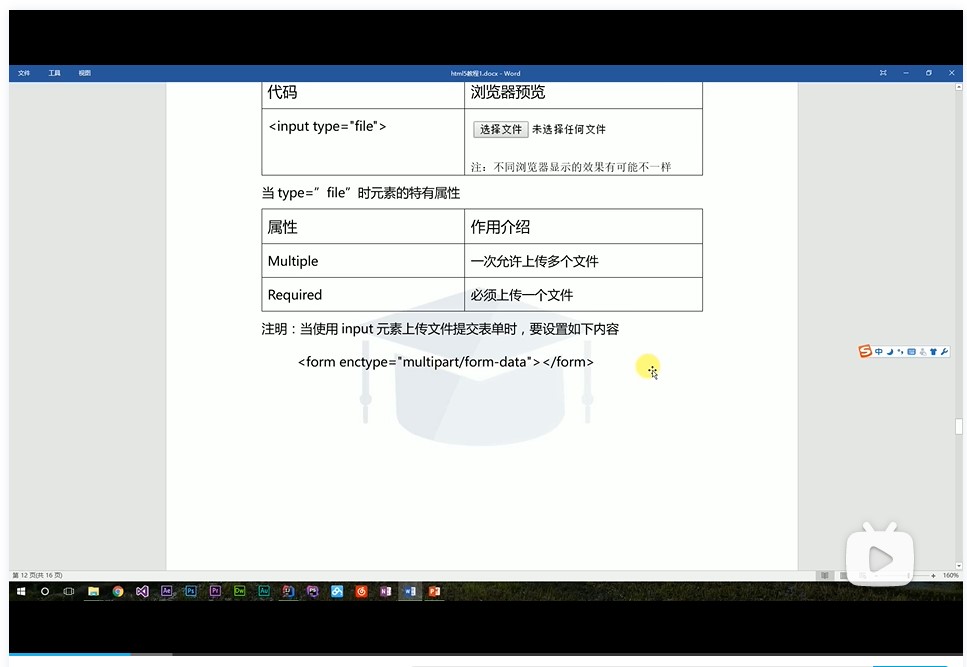 文件 工具 视图
html5教程1.docx - Word
代码 浏览器预览
<input type="file"> 选择文件 未选择任何文件
注：不同浏览器显示的效果有可能不一样
当 type=”file”时元素的特有属性
属性 作用介绍
Multiple 一次允许上传多个文件
Required 必须上传一个文件
注明：当使用 input 元素上传文件提交表单时，要设置如下内容
<form enctype="multipart/form-data"></form>
中
第 12 页(共 16 页)
160%
Ae Ps Pr Dw Au